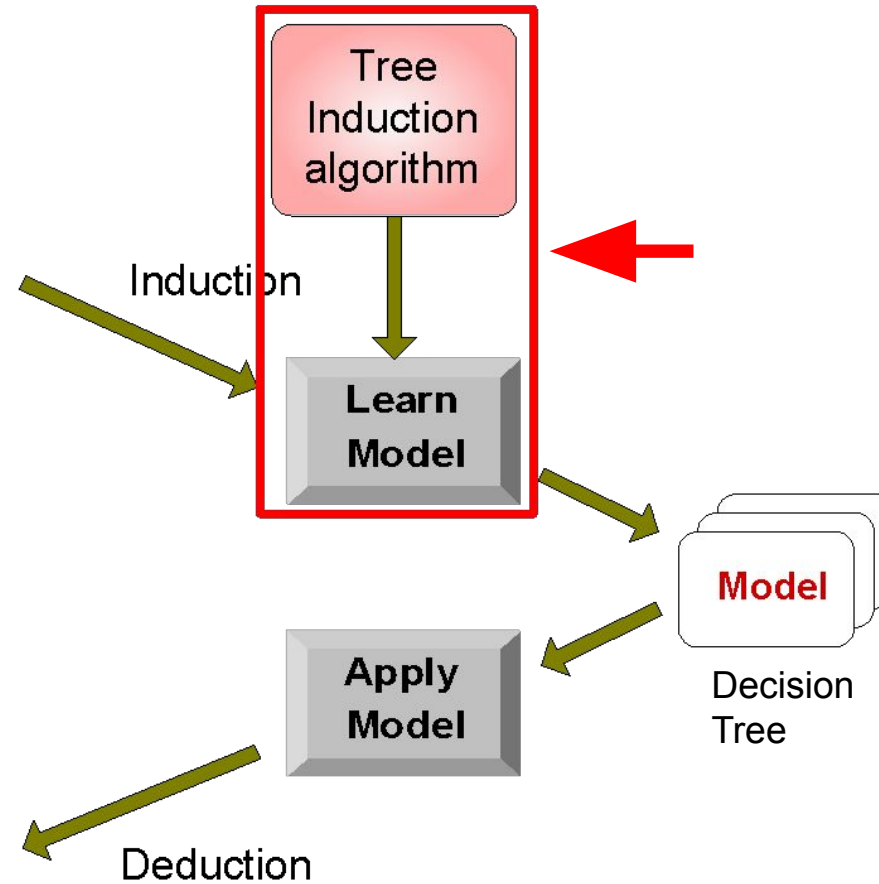 Tree
Induction
algorithm
Induction
Learn
Model
Model
Decision
Tree
Apply
Model
Deduction